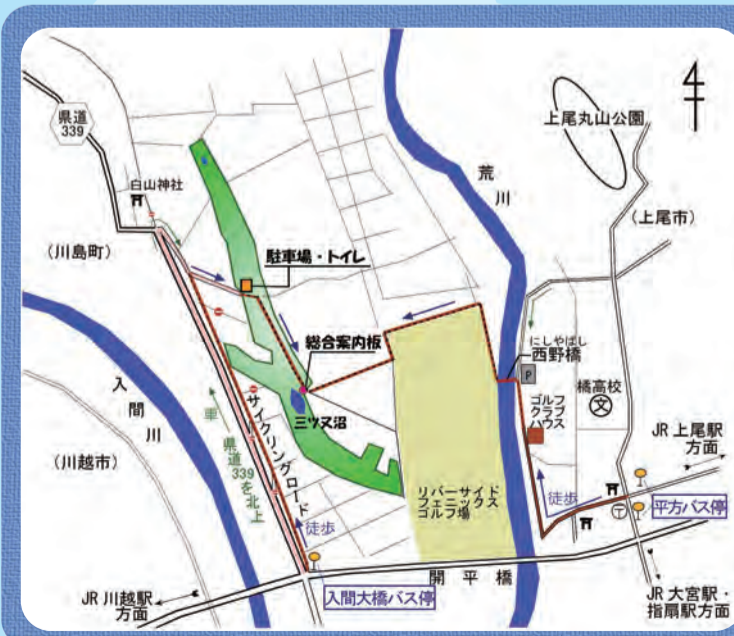 県道
339
上尾丸山公園
荒
川
白山神社
(上尾市)
(川島町)
駐車場・トイレ
総合案内板
にしやばし
西野橋
P
入
間
川
三ツ又沼
ゴルフ
クラブ
ハウス
橘高校
文
JR 上尾駅
方面
サイクリングロード
車
県道
339を
北上
(川越市)
リバーサイド
フェニックス
ゴルフ場
徒歩
徒歩
平方バス停
開平橋
入間大橋バス停
JR 川越駅
方面
JR 大宮駅・
指扇駅方面